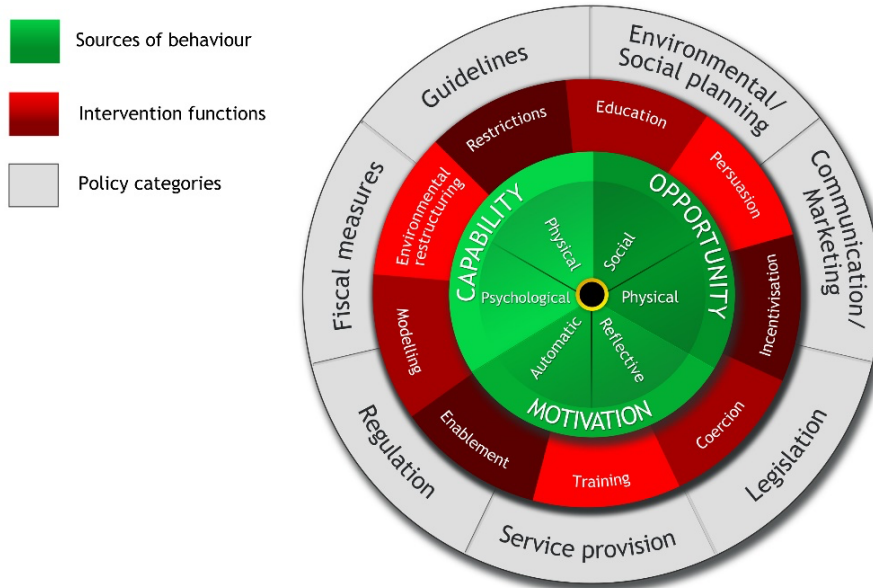 Sources of behaviour
Intervention functions
Policy categories
Guidelines
Environmental/
Social planning
Communication/
Marketing
Legislation
Service provision
Regulation
Fiscal measures
Restrictions
Education
Persuasion
Incentivisation
Coercion
Training
Enablement
Modelling
Environmental
restructuring
CAPABILITY
OPPORTUNITY
MOTIVATION
Physical
Social
Psychological
Physical
Automatic
Reflective